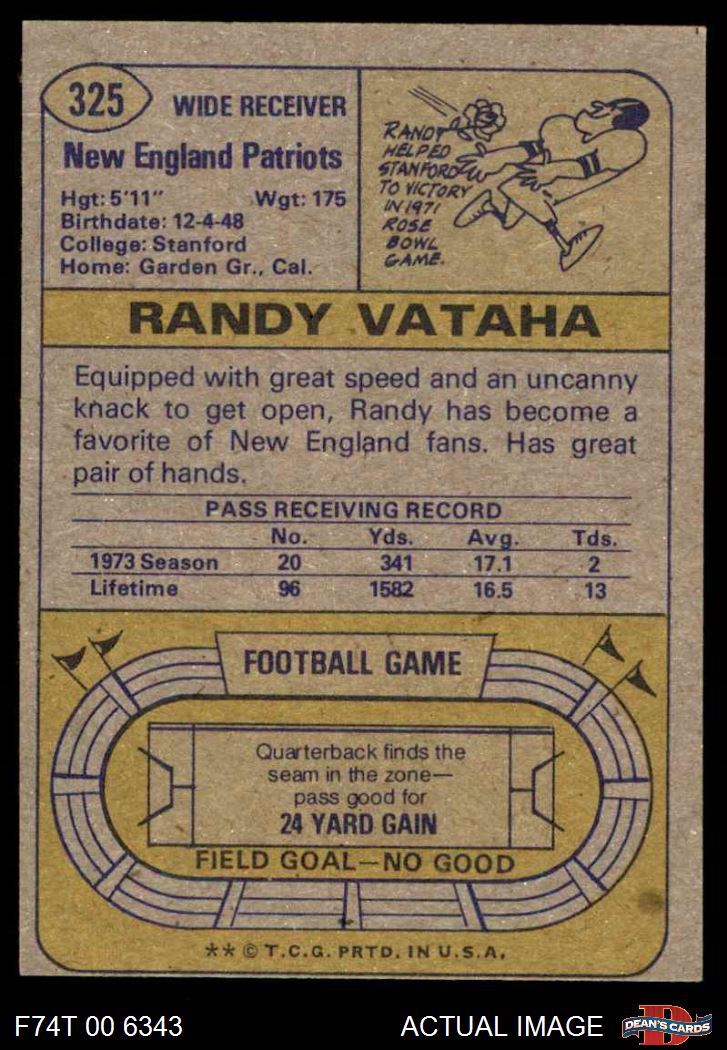 325
WIDE RECEIVER
New England Patriots
Hgt: 5'11" Wgt: 175
Birthdate: 12-4-48
College: Stanford
Home: Garden Gr., Cal.
RANDY
HELPED
STANFORD
TO VICTORY
IN 1971
ROSE
BOWL
GAME.
RANDY VATAHA
Equipped with great speed and an uncanny
knack to get open, Randy has become a
favorite of New England fans. Has great
pair of hands.
PASS RECEIVING RECORD
No. Yds. Avg. Tds.
1973 Season 20 341 17.1 2
Lifetime 96 1582 16.5 13
FOOTBALL GAME
Quarterback finds the
seam in the zone—
pass good for
24 YARD GAIN
FIELD GOAL—NO GOOD
** © T.C.G. PRTD. IN U.S.A.
F74T 00 6343 ACTUAL IMAGE
D
DEAN'S CARDS